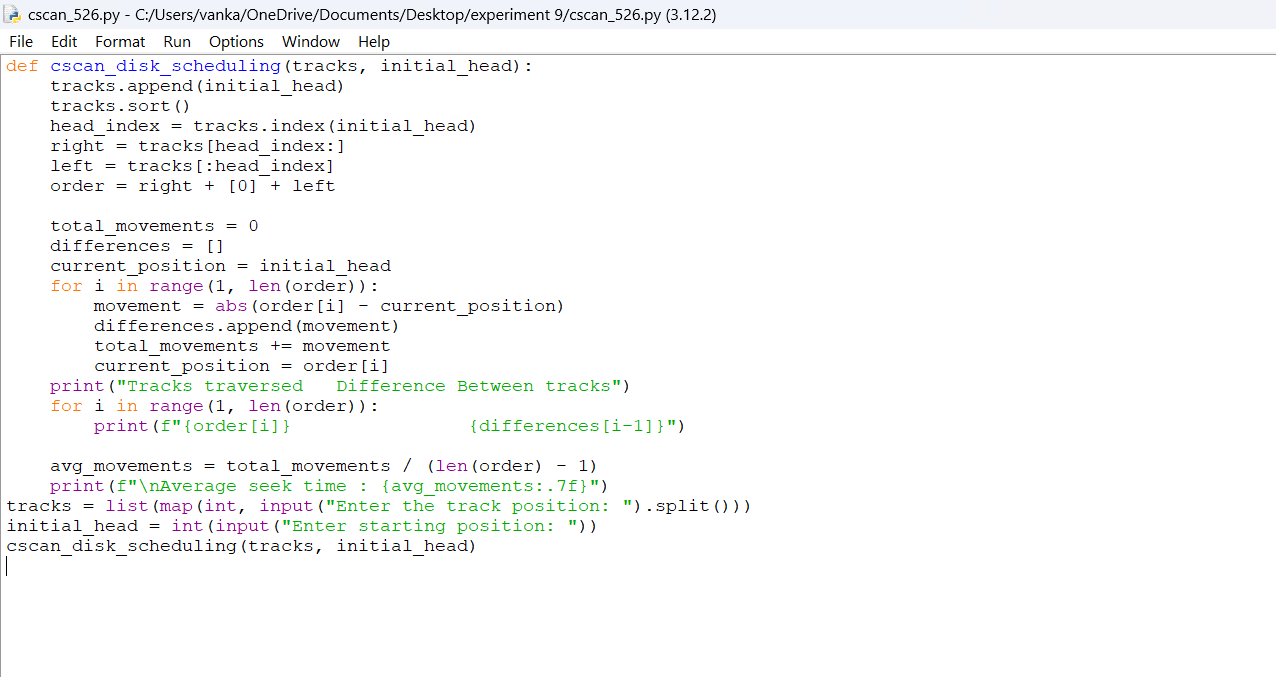 cscan_526.py - C:/Users/vanka/OneDrive/Documents/Desktop/experiment 9/cscan_526.py (3.12.2)
File Edit Format Run Options Window Help
def cscan_disk_scheduling(tracks, initial_head):
    tracks.append(initial_head)
    tracks.sort()
    head_index = tracks.index(initial_head)
    right = tracks[head_index:]
    left = tracks[:head_index]
    order = right + [0] + left

    total_movements = 0
    differences = []
    current_position = initial_head
    for i in range(1, len(order)):
        movement = abs(order[i] - current_position)
        differences.append(movement)
        total_movements += movement
        current_position = order[i]
    print("Tracks traversed   Difference Between tracks")
    for i in range(1, len(order)):
        print(f"{order[i]}                {differences[i-1]}")

    avg_movements = total_movements / (len(order) - 1)
    print(f"\nAverage seek time : {avg_movements:.7f}")
tracks = list(map(int, input("Enter the track position: ").split()))
initial_head = int(input("Enter starting position: "))
cscan_disk_scheduling(tracks, initial_head)